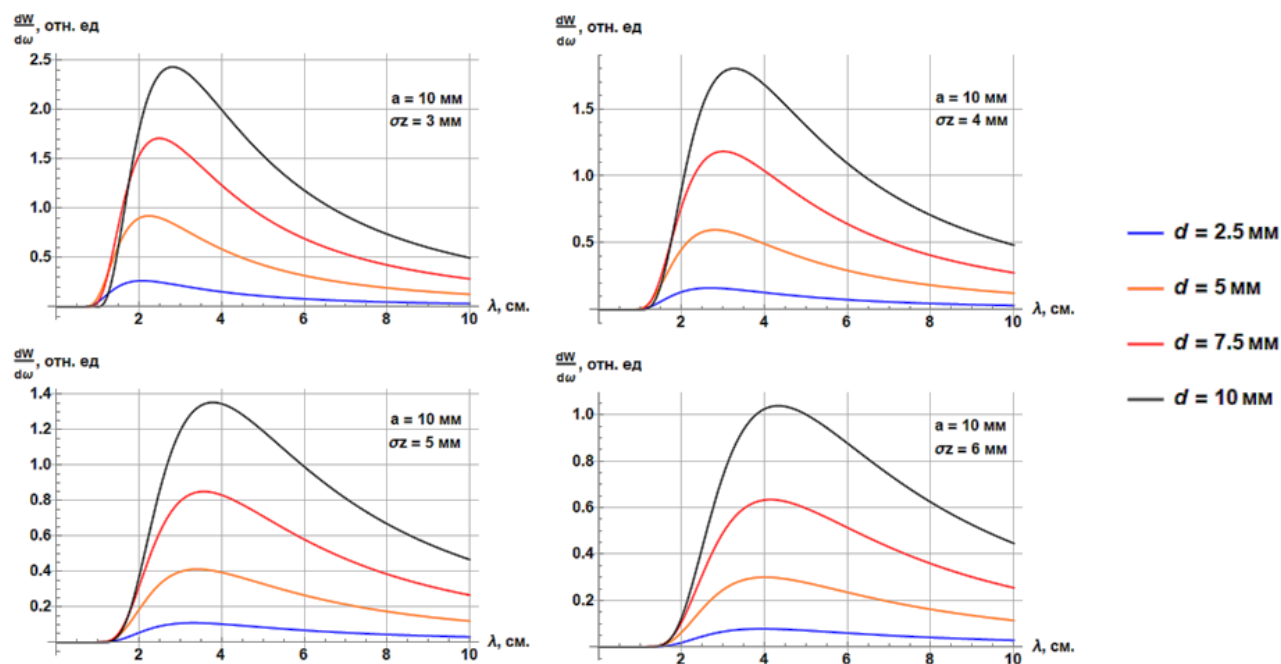 dW/dω, отн. ед
2.5
2.0
1.5
1.0
0.5
2 4 6 8 10
λ, см.
a = 10 мм
σz = 3 мм
dW/dω, отн. ед
1.5
1.0
0.5
2 4 6 8 10
λ, см.
a = 10 мм
σz = 4 мм
dW/dω, отн. ед
1.4
1.2
1.0
0.8
0.6
0.4
0.2
2 4 6 8 10
λ, см.
a = 10 мм
σz = 5 мм
dW/dω, отн. ед
1.0
0.8
0.6
0.4
0.2
2 4 6 8 10
λ, см.
a = 10 мм
σz = 6 мм
d = 2.5 мм
d = 5 мм
d = 7.5 мм
d = 10 мм